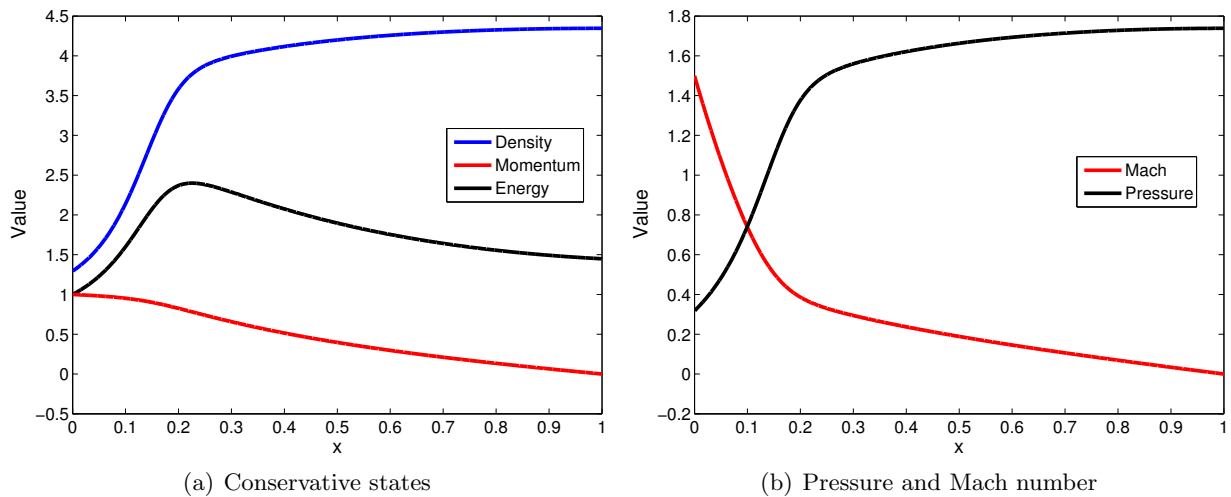 4.5
4
3.5
3
2.5
2
1.5
1
0.5
0
−0.5
Value
0 0.1 0.2 0.3 0.4 0.5 0.6 0.7 0.8 0.9 1
x
Density
Momentum
Energy
(a) Conservative states
1.8
1.6
1.4
1.2
1
0.8
0.6
0.4
0.2
0
−0.2
Value
0 0.1 0.2 0.3 0.4 0.5 0.6 0.7 0.8 0.9 1
x
Mach
Pressure
(b) Pressure and Mach number